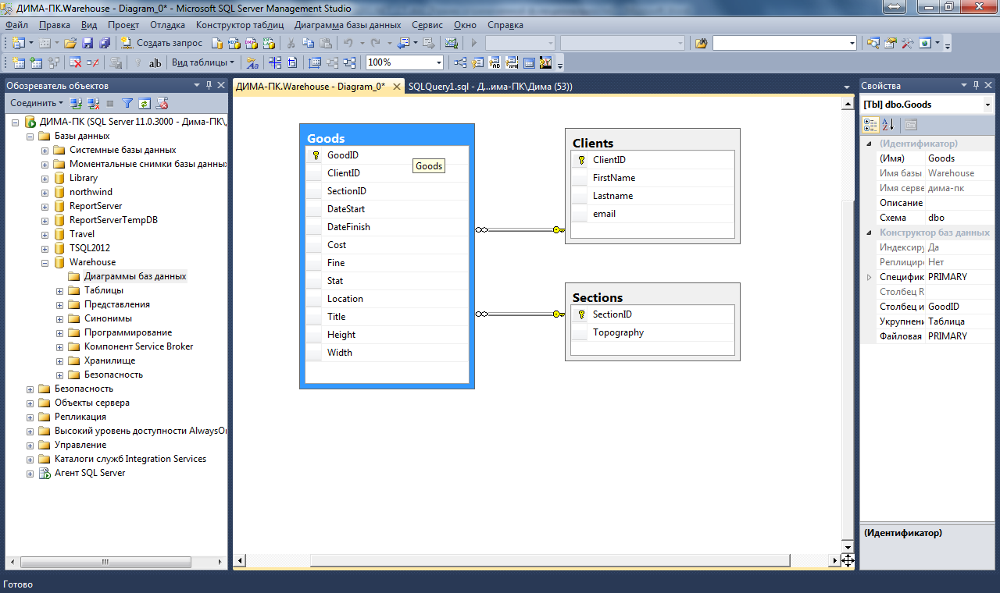 ДИМА-ПК.Warehouse - Diagram_0* - Microsoft SQL Server Management Studio
Файл Правка Вид Проект Отладка Конструктор таблиц Диаграмма базы данных Сервис Окно Справка
Создать запрос
Вид таблицы 100%
Обозреватель объектов
Соединить
ДИМА-ПК (SQL Server 11.0.3000 - Дима-ПК\
Базы данных
Системные базы данных
Моментальные снимки базы данных
Library
northwind
ReportServer
ReportServerTempDB
Travel
TSQL2012
Warehouse
Диаграммы баз данных
Таблицы
Представления
Синонимы
Программирование
Компонент Service Broker
Хранилище
Безопасность
Безопасность
Объекты сервера
Репликация
Высокий уровень доступности AlwaysOn
Управление
Каталоги служб Integration Services
Агент SQL Server
ДИМА-ПК.Warehouse - Diagram_0* SQLQuery1.sql - Д...има-ПК\Дима (53))
Goods
GoodID
ClientID
SectionID
DateStart
DateFinish
Cost
Fine
Stat
Location
Title
Height
Width
Goods
Clients
ClientID
FirstName
Lastname
email
Sections
SectionID
Topography
Свойства
[Tbl] dbo.Goods
(Идентификатор)
(Имя) Goods
Имя базы Warehouse
Имя серве дима-пк
Описание
Схема dbo
Конструктор баз данных
Индексиру Да
Реплицире Нет
Специфик PRIMARY
Столбец R
Столбец и GoodID
Укрупнени Таблица
Файловая PRIMARY
(Идентификатор)
Готово